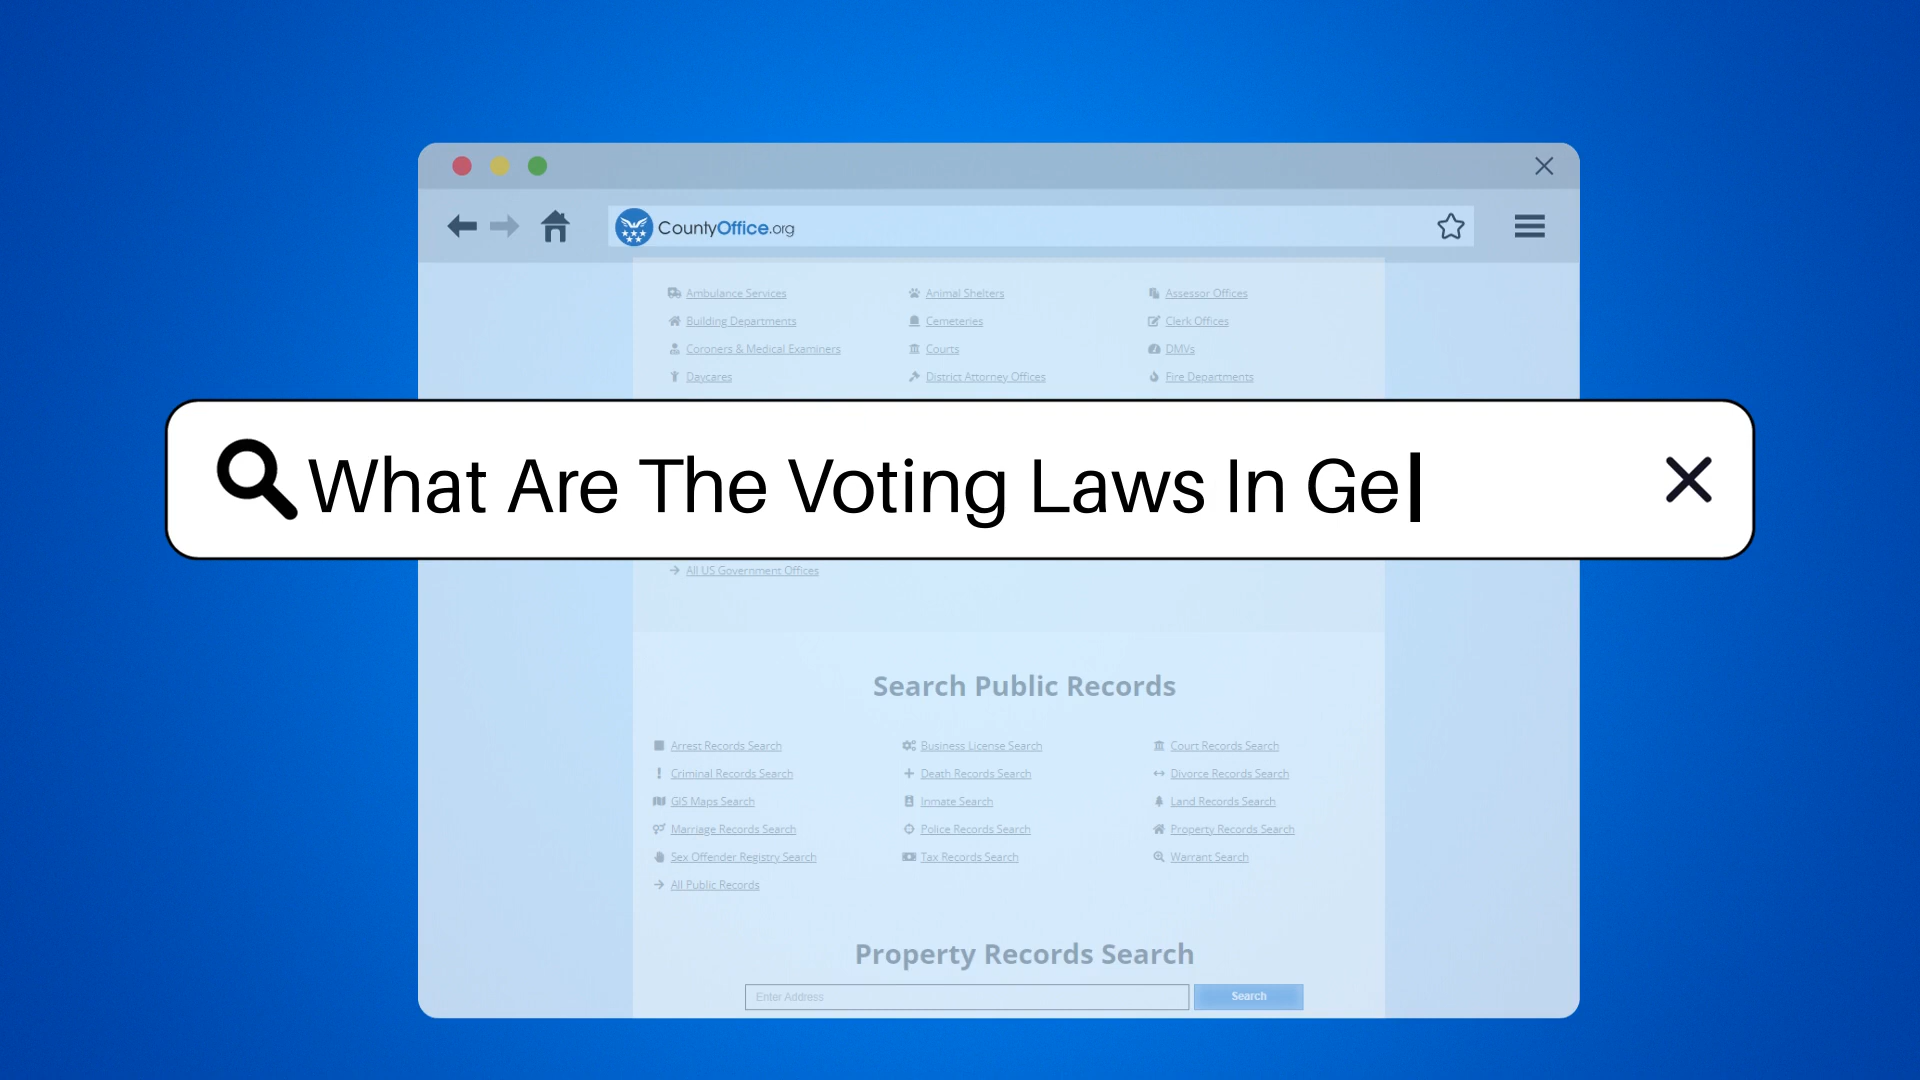 CountyOffice.org
Ambulance Services Animal Shelters Assessor Offices
Building Departments Cemeteries Clerk Offices
Coroners & Medical Examiners Courts DMVs
Daycares District Attorney Offices Fire Departments
What Are The Voting Laws In Ge
All US Government Offices
Search Public Records
Arrest Records Search Business License Search Court Records Search
Criminal Records Search Death Records Search Divorce Records Search
GIS Maps Search Inmate Search Land Records Search
Marriage Records Search Police Records Search Property Records Search
Sex Offender Registry Search Tax Records Search Warrant Search
All Public Records
Property Records Search
Enter Address Search